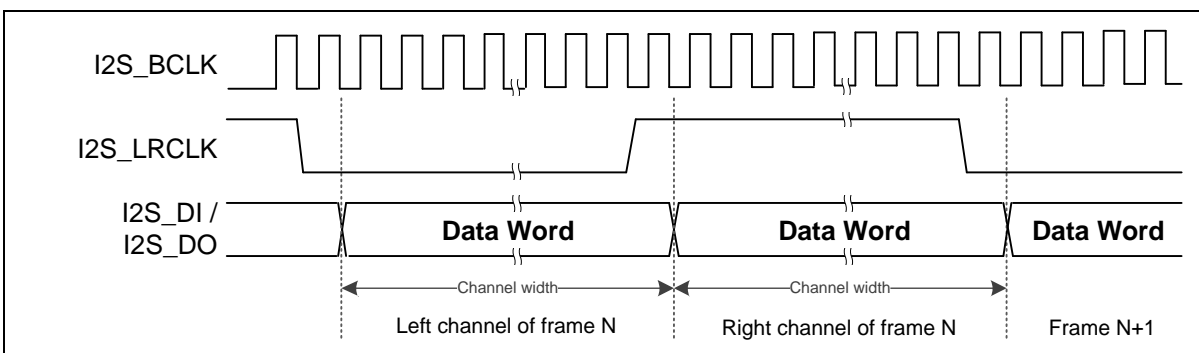 I2S_BCLK
I2S_LRCLK
I2S_DI /
I2S_DO
Data Word Data Word Data Word
Channel width Channel width
Left channel of frame N Right channel of frame N Frame N+1